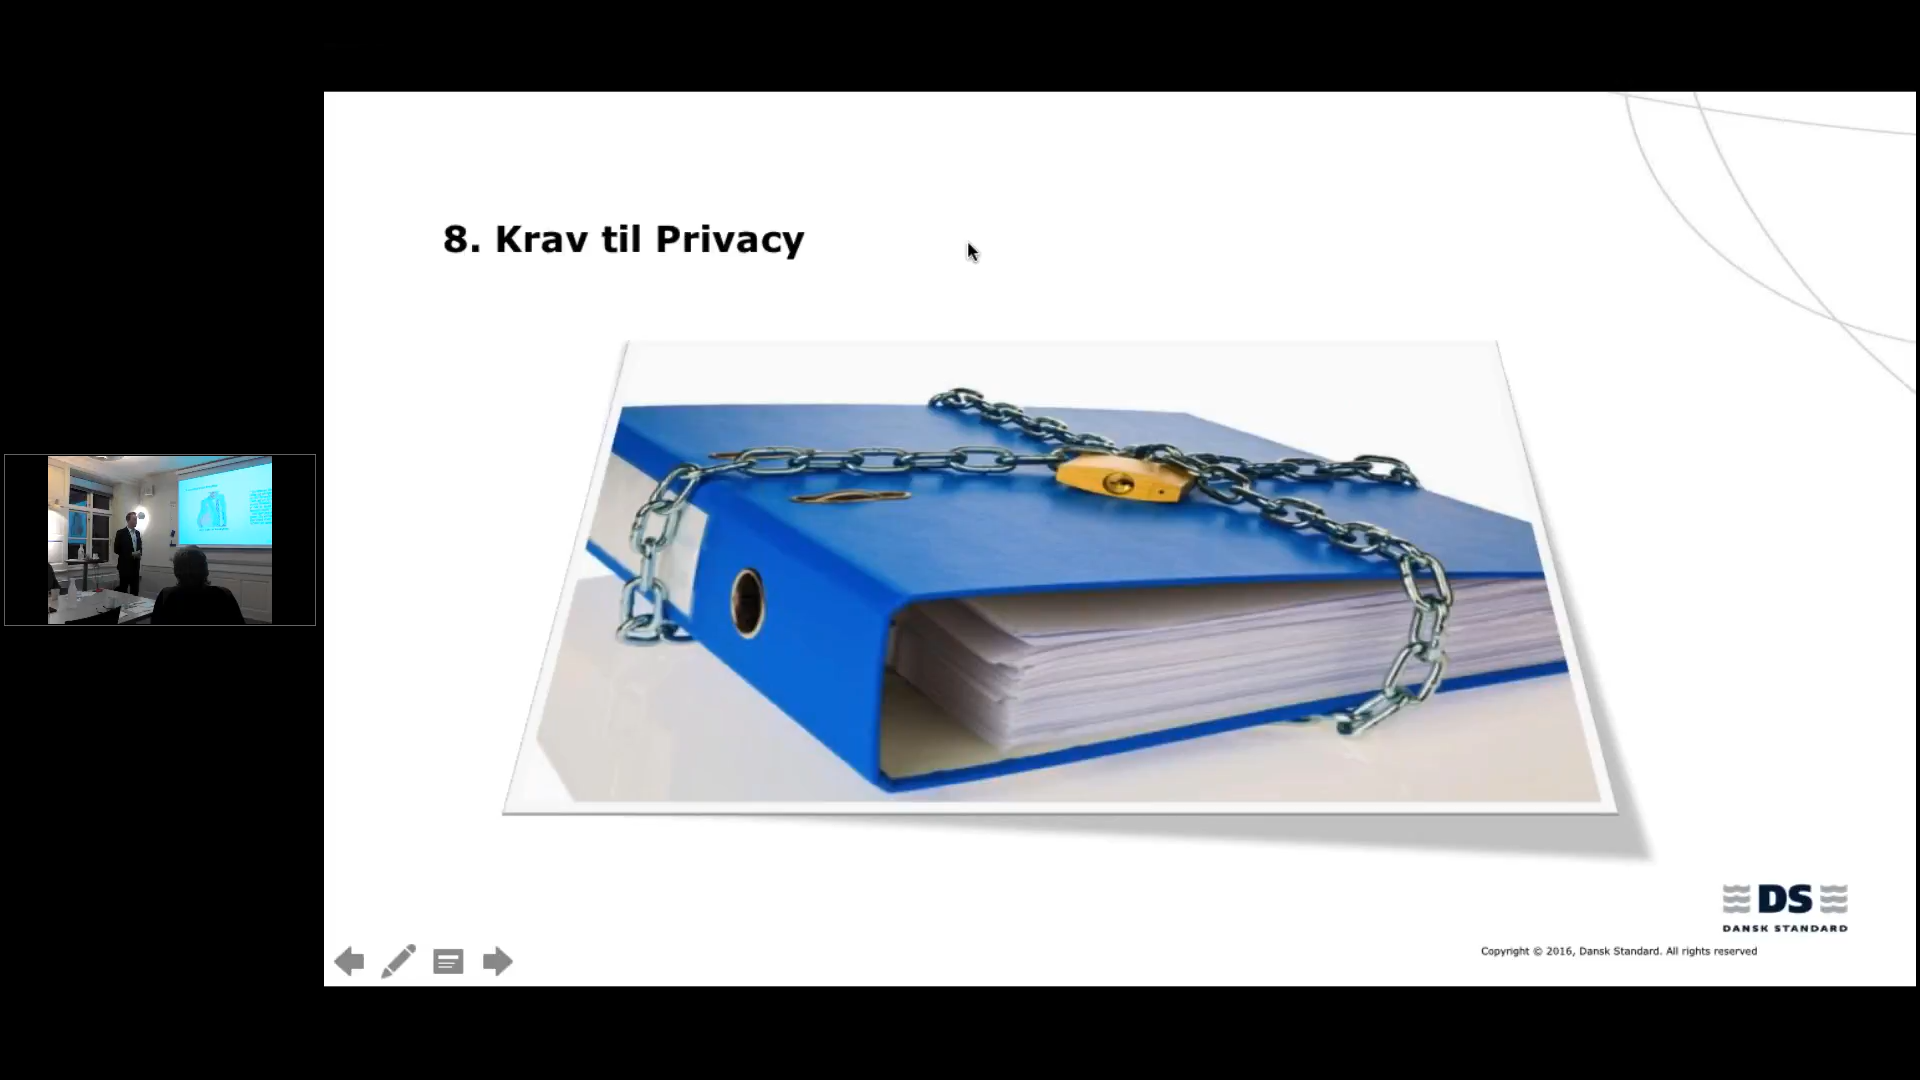 8. Krav til Privacy
DS
DANSK STANDARD
Copyright © 2016, Dansk Standard. All rights reserved